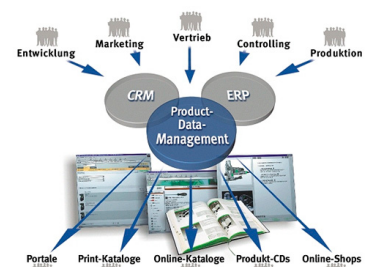 Vertrieb
Marketing
Controlling
Entwicklung
Produktion
CRM
ERP
Product-
Data-
Management
Portale
Print-Kataloge
Online-Kataloge
Produkt-CDs
Online-Shops